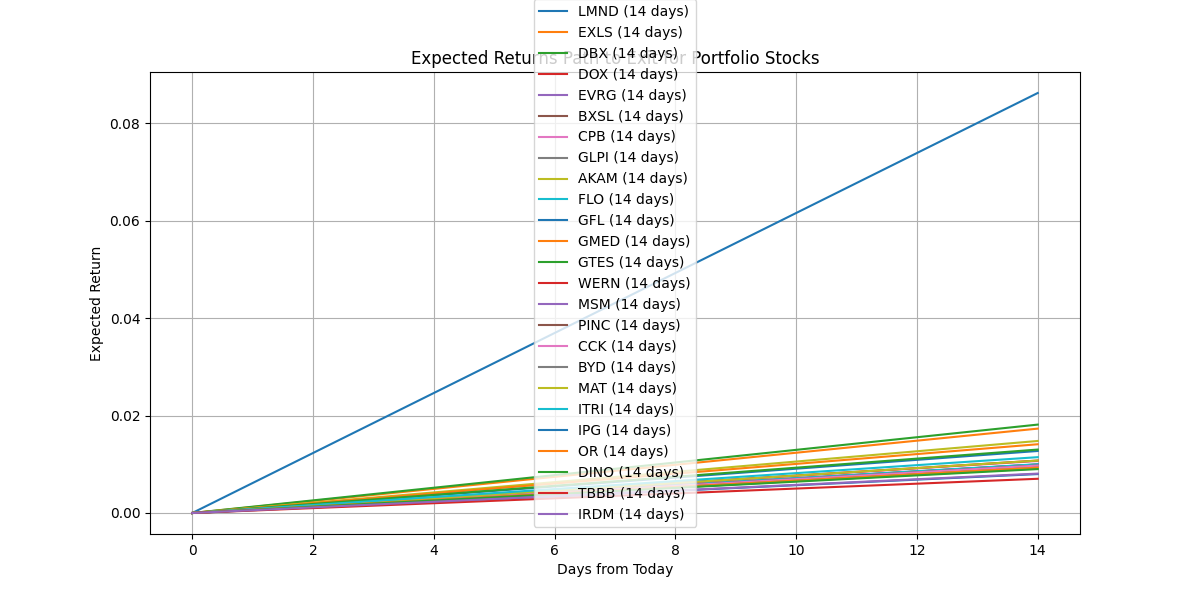 Expected Returns Path to Exit for Portfolio Stocks
LMND (14 days)
EXLS (14 days)
DBX (14 days)
DOX (14 days)
EVRG (14 days)
BXSL (14 days)
CPB (14 days)
GLPI (14 days)
AKAM (14 days)
FLO (14 days)
GFL (14 days)
GMED (14 days)
GTES (14 days)
WERN (14 days)
MSM (14 days)
PINC (14 days)
CCK (14 days)
BYD (14 days)
MAT (14 days)
ITRI (14 days)
IPG (14 days)
OR (14 days)
DINO (14 days)
TBBB (14 days)
IRDM (14 days)
Expected Return
0.08
0.06
0.04
0.02
0.00
0 2 4 6 8 10 12 14
Days from Today